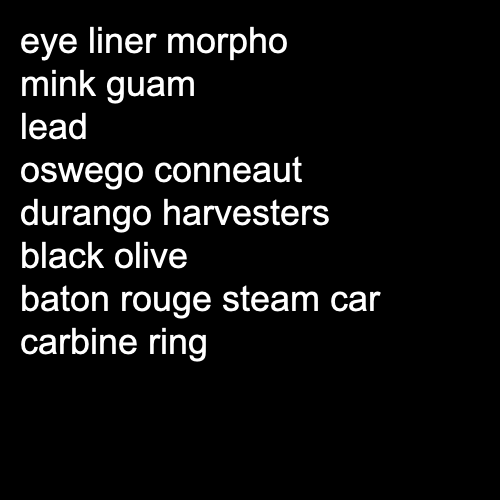 eye liner morpho
mink guam
lead
oswego conneaut
durango harvesters
black olive
baton rouge steam car
carbine ring